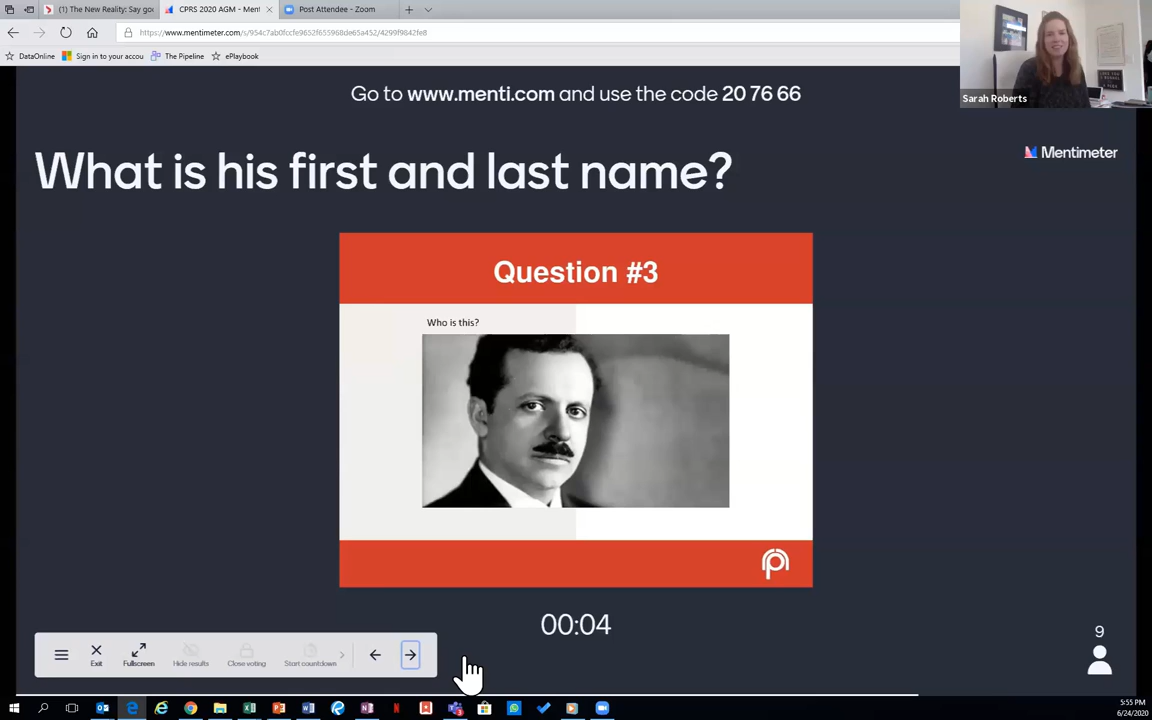 (1) The New Reality: Say goo
CPRS 2020 AGM - Menti
Post Attendee - Zoom
https://www.mentimeter.com/s/954c7ab0fccfe9652f655968de65a452/4299f9842fe8
DataOnline
Sign in to your accou
The Pipeline
ePlaybook
Sarah Roberts
Go to www.menti.com and use the code 20 76 66
Mentimeter
What is his first and last name?
Question #3
Who is this?
00:04
9
Exit
Fullscreen
Hide results
Close voting
Start countdown
5:55 PM
6/24/2020